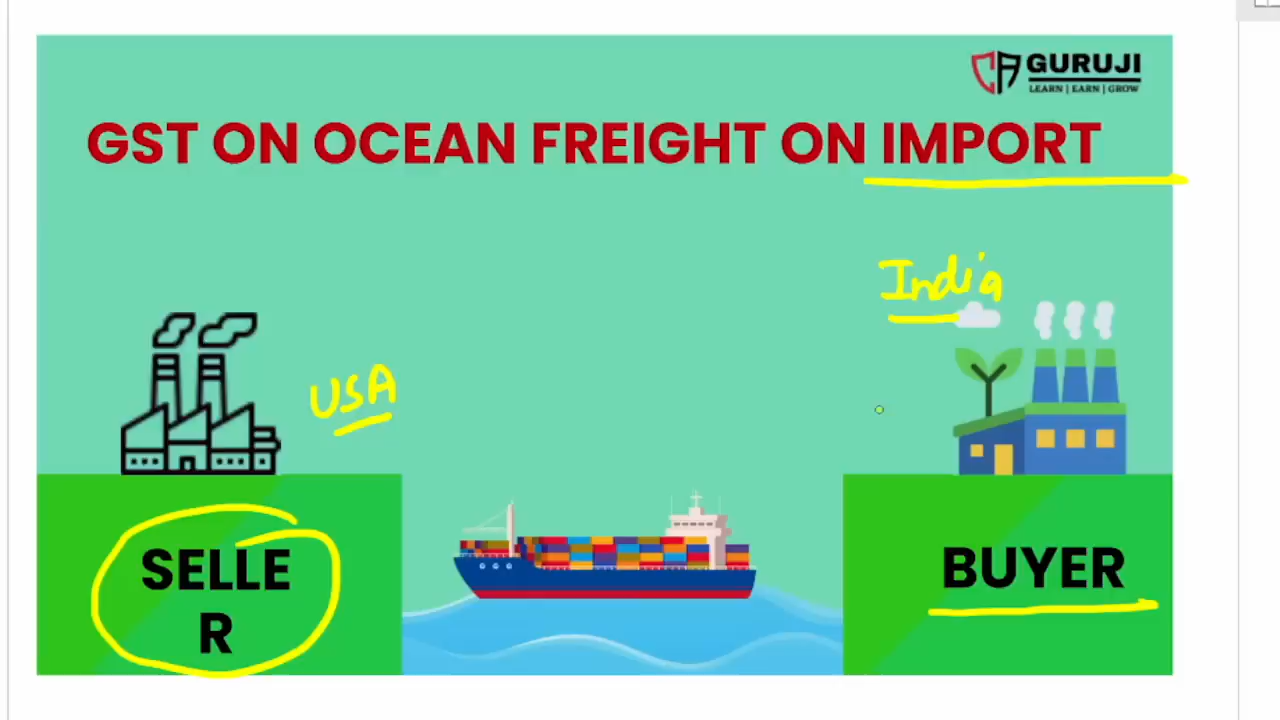 GURUJI
LEARN | EARN | GROW
GST ON OCEAN FREIGHT ON IMPORT
India
USA
SELLE
R
BUYER